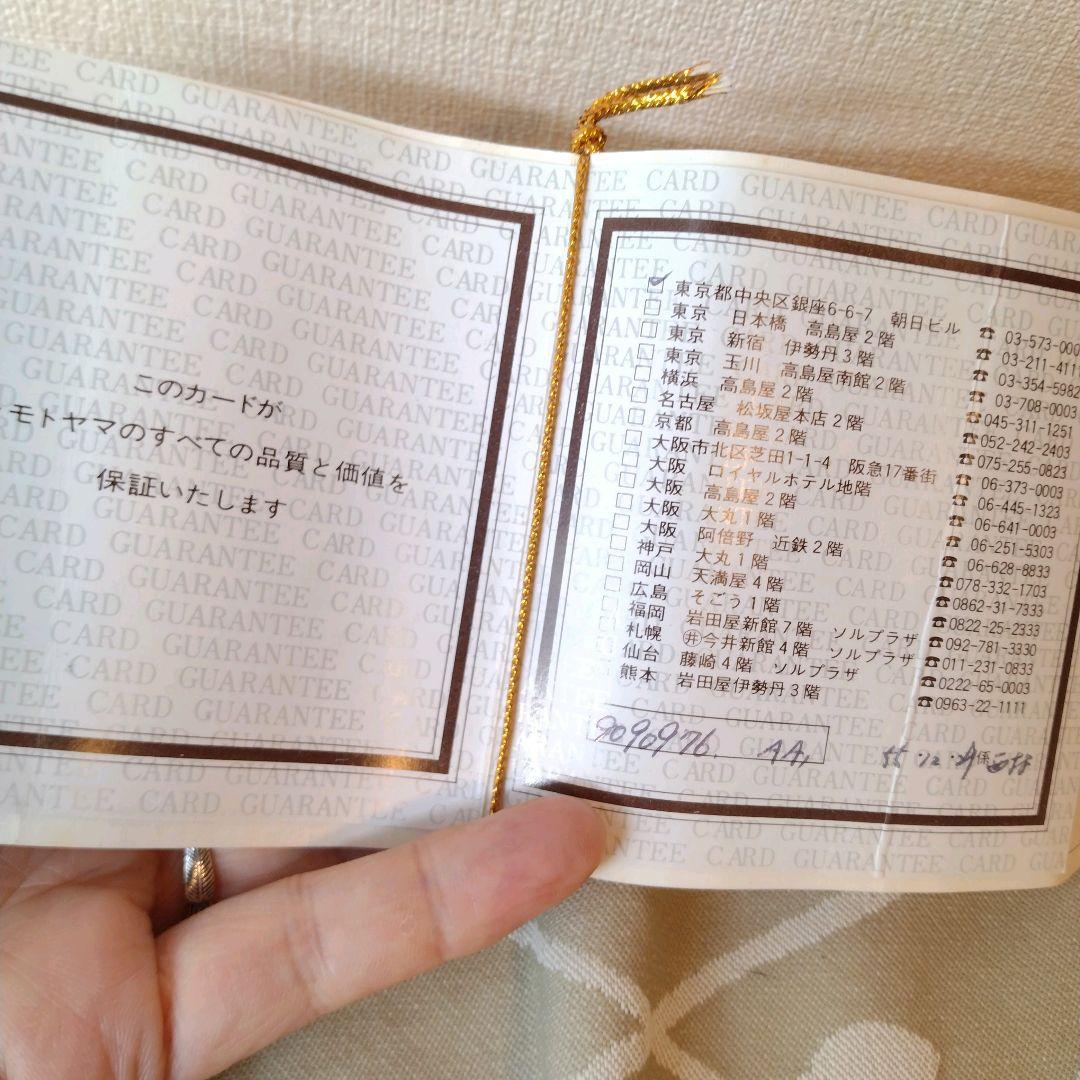 このカードが
モトヤマのすべての品質と価値を
保証いたします
東京都中央区銀座6-6-7 朝日ビル ☎ 03-573-000
東京 日本橋 高島屋2階 ☎ 03-211-4111
東京 新宿 伊勢丹3階 ☎ 03-354-5982
東京 玉川 高島屋南館2階 ☎ 03-708-0003
横浜 高島屋2階 ☎045-311-1251
名古屋 松坂屋本店2階 ☎052-242-2403
京都 高島屋2階 ☎075-255-0823
大阪市北区芝田1-1-4 阪急17番街 ☎ 06-373-0003
大阪 ロイヤルホテル地階 ☎ 06-445-1323
大阪 高島屋2階 ☎ 06-641-0003
大阪 大丸1階 ☎ 06-251-5303
大阪 阿倍野 近鉄2階 ☎ 06-628-8833
神戸 大丸1階 ☎078-332-1703
岡山 天満屋4階 ☎0862-31-7333
広島 そごう1階 ☎0822-25-2333
福岡 岩田屋新館7階 ソルプラザ ☎092-781-3330
札幌 ㊇今井新館4階 ソルプラザ ☎011-231-0833
仙台 藤崎4階 ソルプラザ ☎0222-65-0003
熊本 岩田屋伊勢丹3階 ☎0963-22-1111
9090976 AA,
係
GUARANTEE CARD